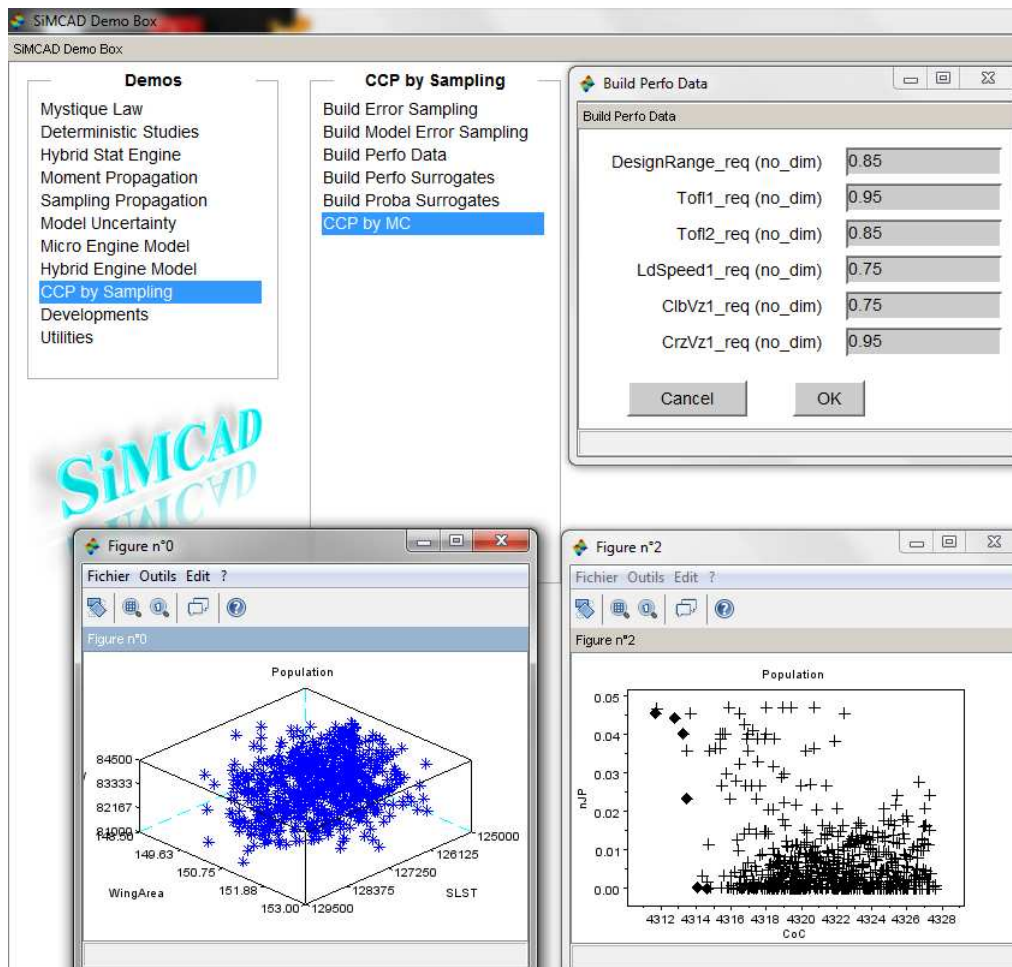 SiMCAD Demo Box
SiMCAD Demo Box
Demos
Mystique Law
Deterministic Studies
Hybrid Stat Engine
Moment Propagation
Sampling Propagation
Model Uncertainty
Micro Engine Model
Hybrid Engine Model
CCP by Sampling
Developments
Utilities
CCP by Sampling
Build Error Sampling
Build Model Error Sampling
Build Perfo Data
Build Perfo Surrogates
Build Proba Surrogates
CCP by MC
Build Perfo Data
Build Perfo Data
DesignRange_req (no_dim) 0.85
Tofl1_req (no_dim) 0.95
Tofl2_req (no_dim) 0.85
LdSpeed1_req (no_dim) 0.75
ClbVz1_req (no_dim) 0.75
CrzVz1_req (no_dim) 0.95
Cancel OK
SiMCAD
Figure n°0
Fichier Outils Edit ?
Figure n°0
Population
84500
83333
82167
81000
149.63
150.75
151.88
153.00
WingArea
129500
128375
127250
126125
125000
SLST
Figure n°2
Fichier Outils Edit ?
Figure n°2
Population
0.05
0.04
0.03
0.02
0.01
0.00
nJP
4312 4314 4316 4318 4320 4322 4324 4326 4328
CoC